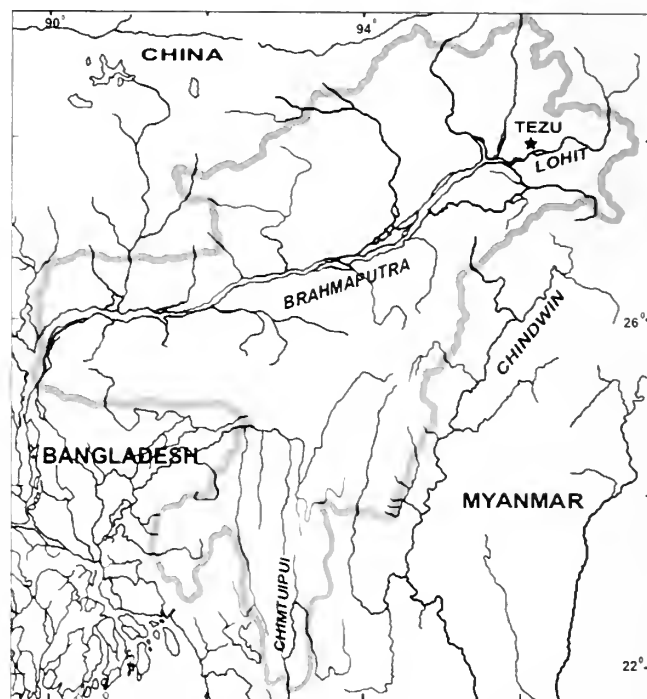 90°
94
CHINA
TEZU
LOHIT
BRAHMAPUTRA
26°
CHINDWIN
BANGLADESH
MYANMAR
CHIMTUIPUI
22°